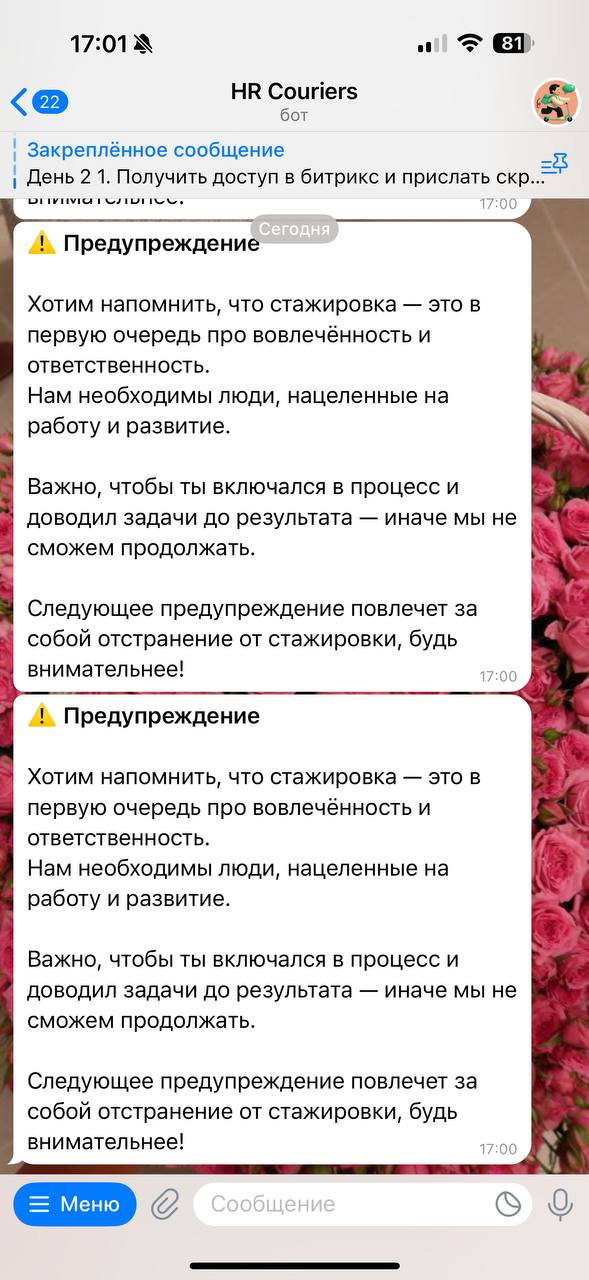 17:01
81
22
HR Couriers
бот
Закреплённое сообщение
День 2 1. Получить доступ в битрикс и прислать скр...
внимательнее!
17:00
Сегодня
⚠️ Предупреждение
Хотим напомнить, что стажировка — это в
первую очередь про вовлечённость и
ответственность.
Нам необходимы люди, нацеленные на
работу и развитие.
Важно, чтобы ты включался в процесс и
доводил задачи до результата — иначе мы не
сможем продолжать.
Следующее предупреждение повлечет за
собой отстранение от стажировки, будь
внимательнее!
17:00
⚠️ Предупреждение
Хотим напомнить, что стажировка — это в
первую очередь про вовлечённость и
ответственность.
Нам необходимы люди, нацеленные на
работу и развитие.
Важно, чтобы ты включался в процесс и
доводил задачи до результата — иначе мы не
сможем продолжать.
Следующее предупреждение повлечет за
собой отстранение от стажировки, будь
внимательнее!
17:00
Меню
Сообщение